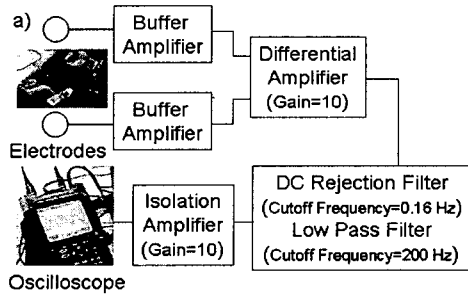 a)
Buffer
Amplifier
Differential
Amplifier
(Gain=10)
Buffer
Amplifier
Electrodes
DC Rejection Filter
(Cutoff Frequency=0.16 Hz)
Low Pass Filter
(Cutoff Frequency=200 Hz)
Isolation
Amplifier
(Gain=10)
Oscilloscope